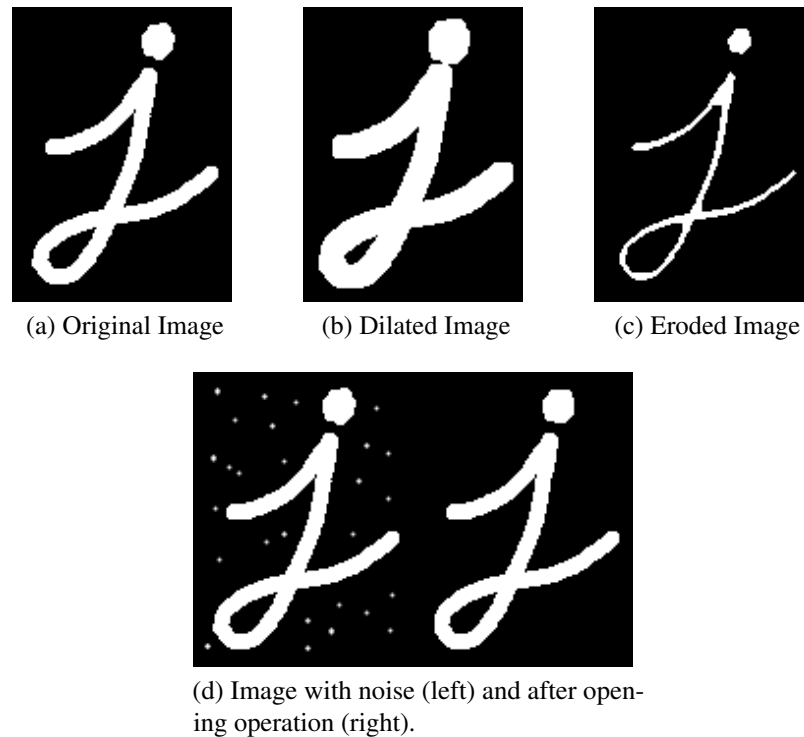 j
(a) Original Image
j
(b) Dilated Image
j
(c) Eroded Image
j j
(d) Image with noise (left) and after open-
ing operation (right).